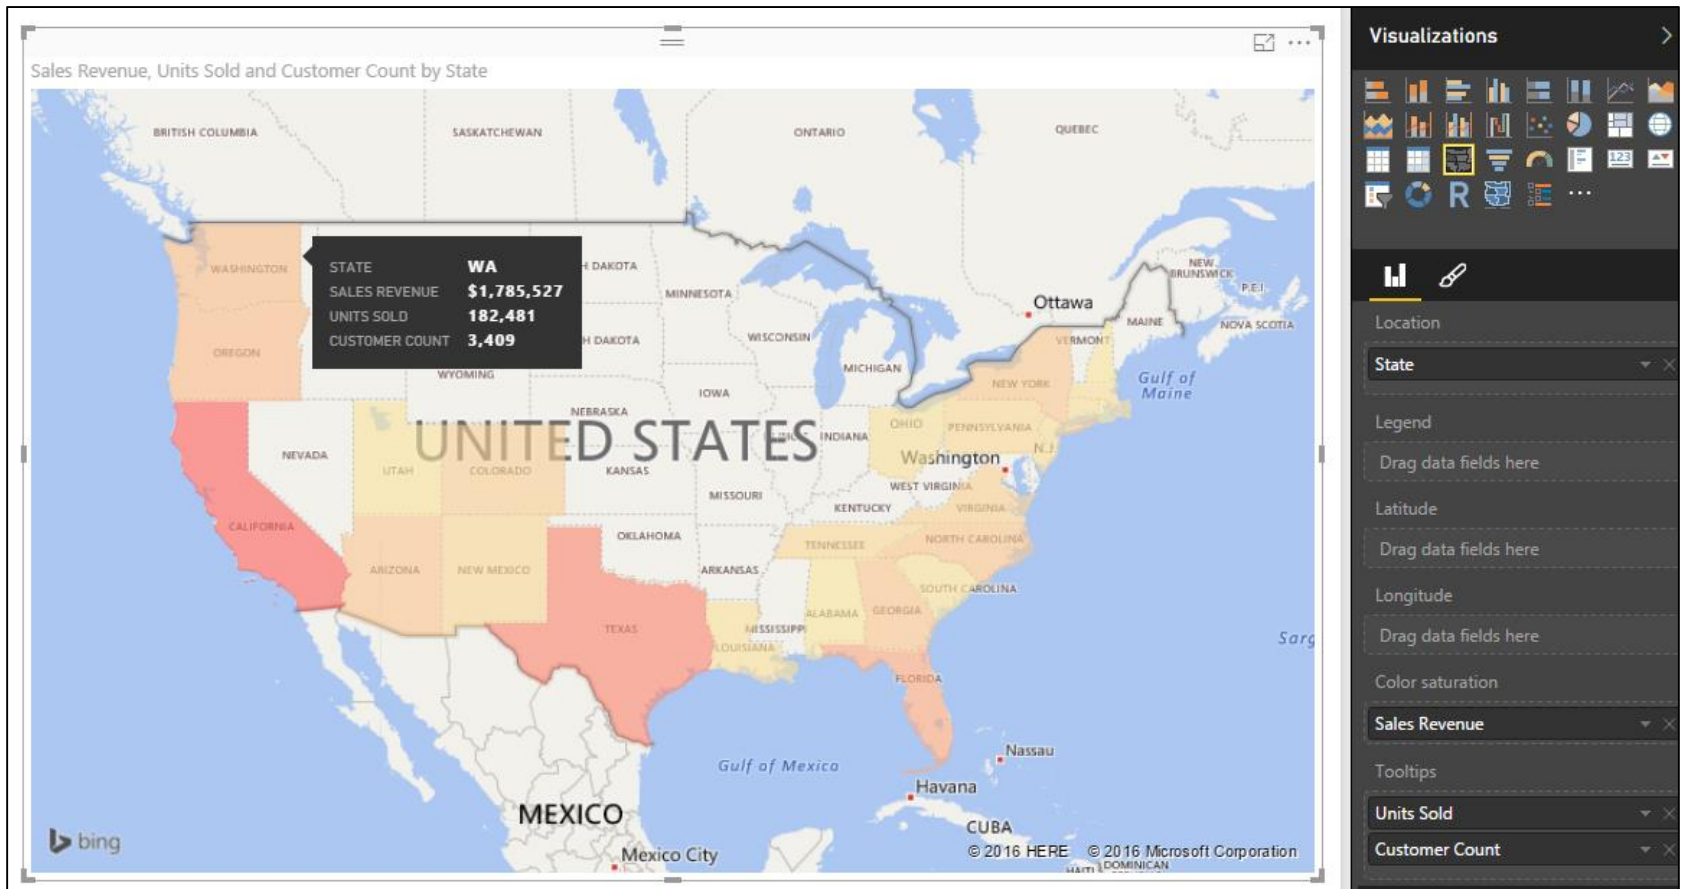 Sales Revenue, Units Sold and Customer Count by State
BRITISH COLUMBIA
SASKATCHEWAN
ONTARIO
QUEBEC
WASHINGTON
STATE WA
SALES REVENUE $1,785,527
UNITS SOLD 182,481
CUSTOMER COUNT 3,409
H DAKOTA
MINNESOTA
Ottawa
NEW BRUNSWICK
P.E.I.
MAINE
NOVA SCOTIA
OREGON
H DAKOTA
WISCONSIN
VERMONT
WYOMING
MICHIGAN
NEW YORK
Gulf of
Maine
IOWA
NEBRASKA
OHIO
PENNSYLVANIA
UNITED STATES
INDIANA
N.J.
NEVADA
UTAH
COLORADO
KANSAS
Washington
MISSOURI
WEST VIRGINIA
KENTUCKY
VIRGINIA
CALIFORNIA
OKLAHOMA
TENNESSEE
NORTH CAROLINA
ARIZONA
NEW MEXICO
ARKANSAS
SOUTH CAROLINA
ALABAMA
GEORGIA
TEXAS
MISSISSIPPI
LOUISIANA
Sarg
FLORIDA
Gulf of Mexico
Nassau
Havana
MEXICO
CUBA
bing
Mexico City
© 2016 HERE © 2016 Microsoft Corporation
HAITI
DOMINICAN
Visualizations
123
R
Location
State
Legend
Drag data fields here
Latitude
Drag data fields here
Longitude
Drag data fields here
Color saturation
Sales Revenue
Tooltips
Units Sold
Customer Count